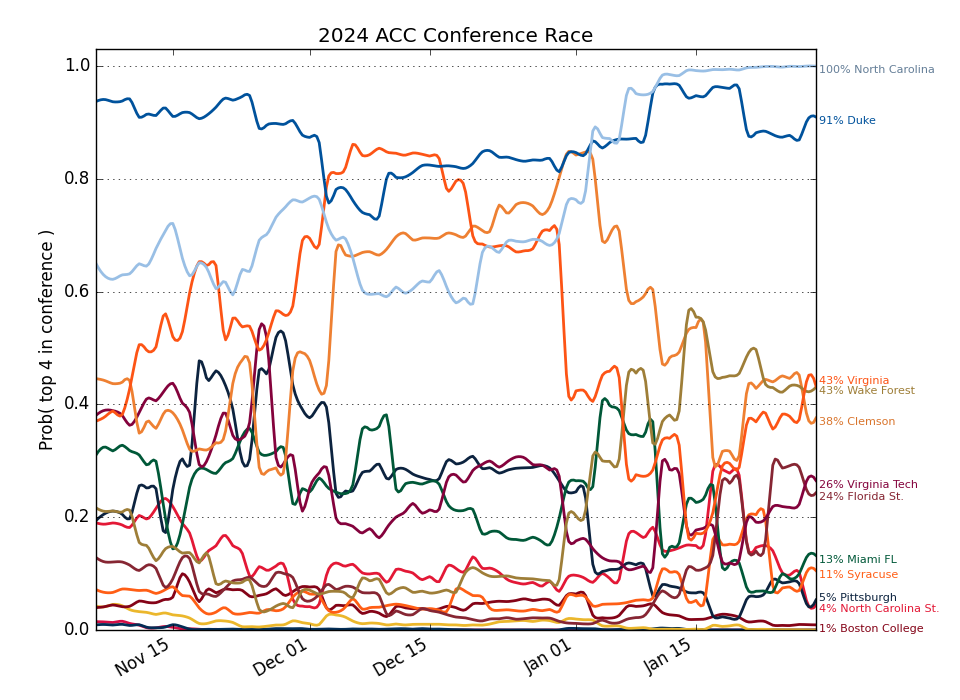 2024 ACC Conference Race
Prob( top 4 in conference )
1.0
0.8
0.6
0.4
0.2
0.0
Nov 15
Dec 01
Dec 15
Jan 01
Jan 15
100% North Carolina
91% Duke
43% Virginia
43% Wake Forest
38% Clemson
26% Virginia Tech
24% Florida St.
13% Miami FL
11% Syracuse
5% Pittsburgh
4% North Carolina St.
1% Boston College